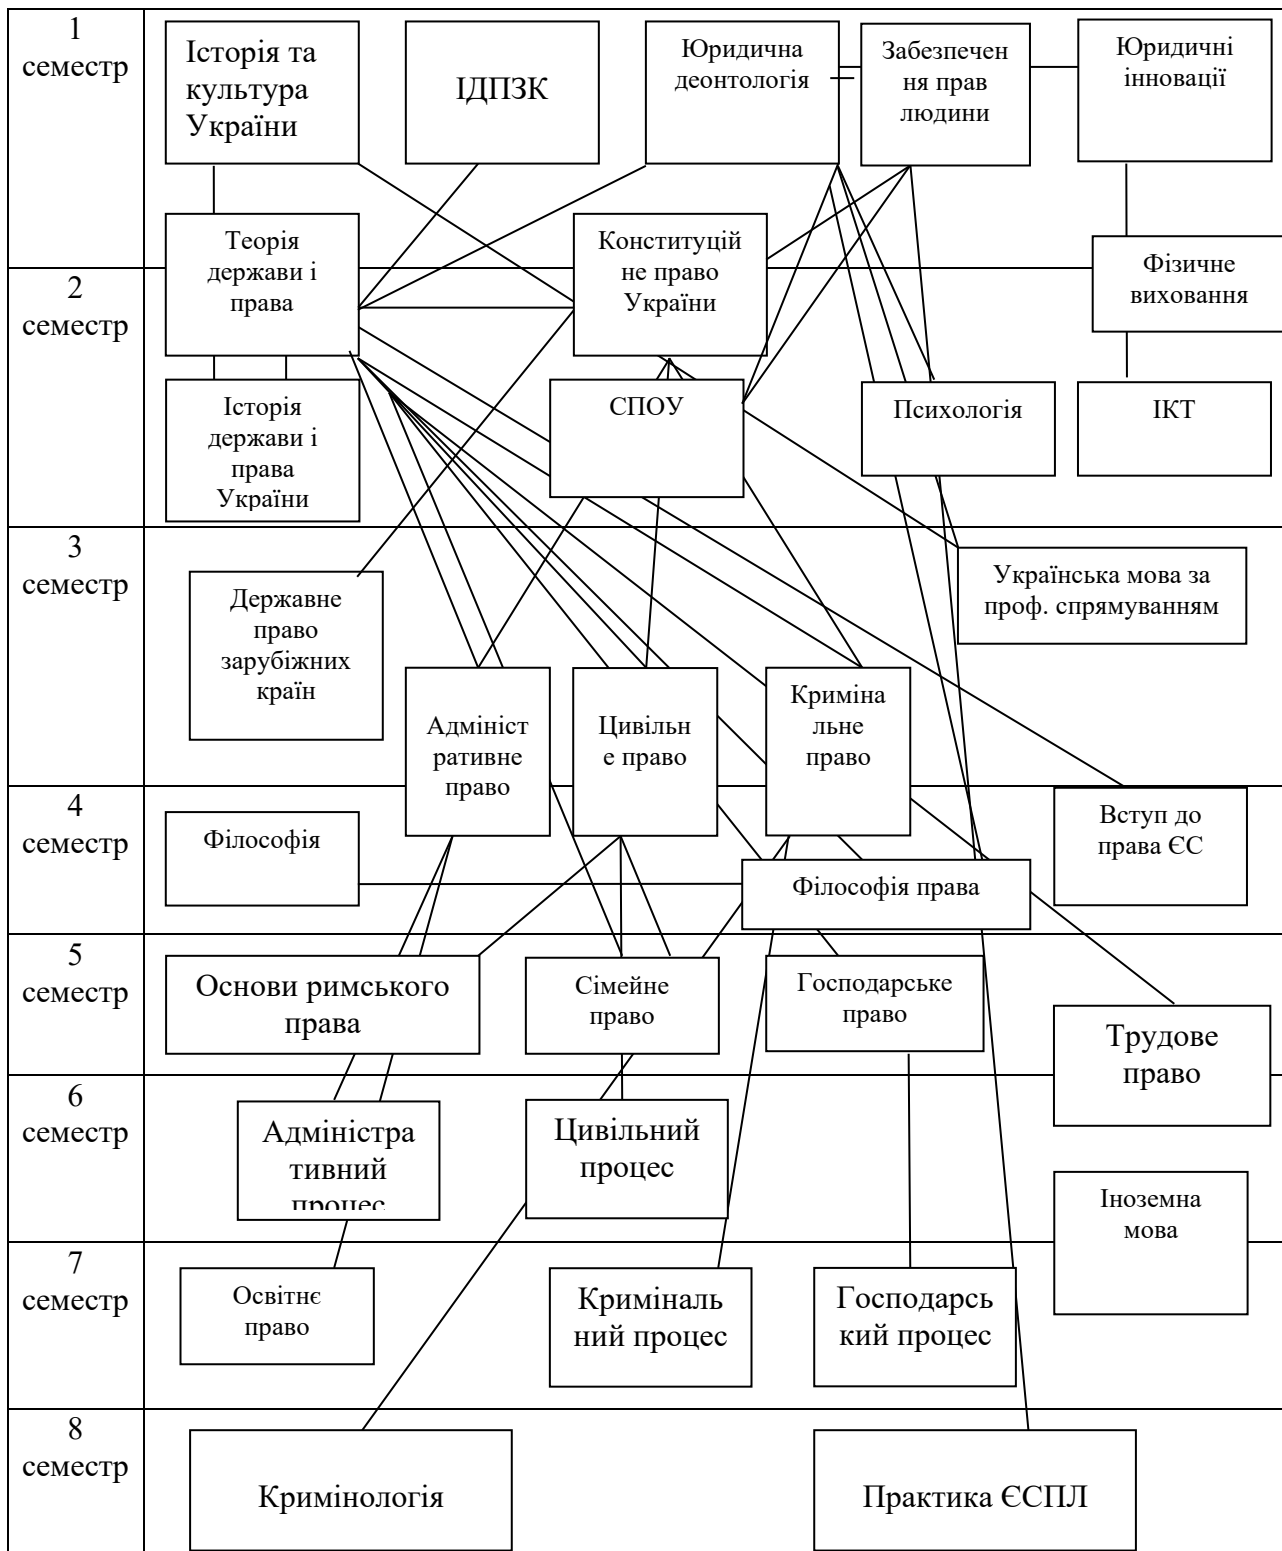 1
семестр
Історія та
культура
України
ІДПЗК
Юридична
деонтологія
Забезпечен
ня прав
людини
Юридичні
інновації
Теорія
держави і
права
Конституцій
не право
України
Фізичне
виховання
2
семестр
Історія
держави і
права
України
СПОУ
Психологія
ІКТ
3
семестр
Державне
право
зарубіжних
країн
Українська мова за
проф. спрямуванням
Адмініст
ративне
право
Цивільн
е право
Криміна
льне
право
4
семестр
Філософія
Вступ до
права ЄС
Філософія права
5
семестр
Основи римського
права
Сімейне
право
Господарське
право
Трудове
право
6
семестр
Адміністра
тивний
процес
Цивільний
процес
Іноземна
мова
7
семестр
Освітнє
право
Кримiналь
ний процес
Господарсь
кий процес
8
семестр
Кримінологія
Практика ЄСПЛ